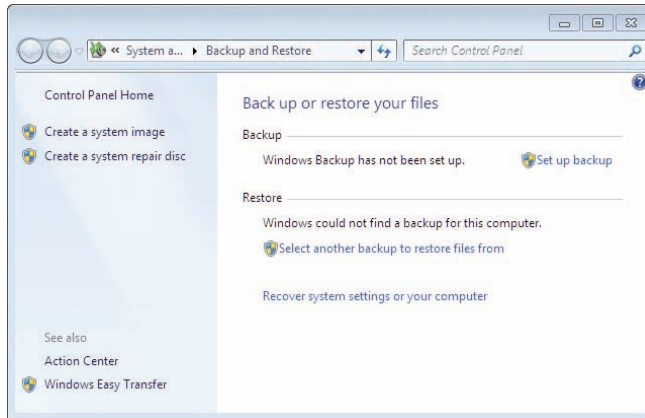 « System a... ▸ Backup and Restore
Search Control Panel
Control Panel Home
Create a system image
Create a system repair disc
Back up or restore your files
Backup
Windows Backup has not been set up.
Set up backup
Restore
Windows could not find a backup for this computer.
Select another backup to restore files from
Recover system settings or your computer
See also
Action Center
Windows Easy Transfer